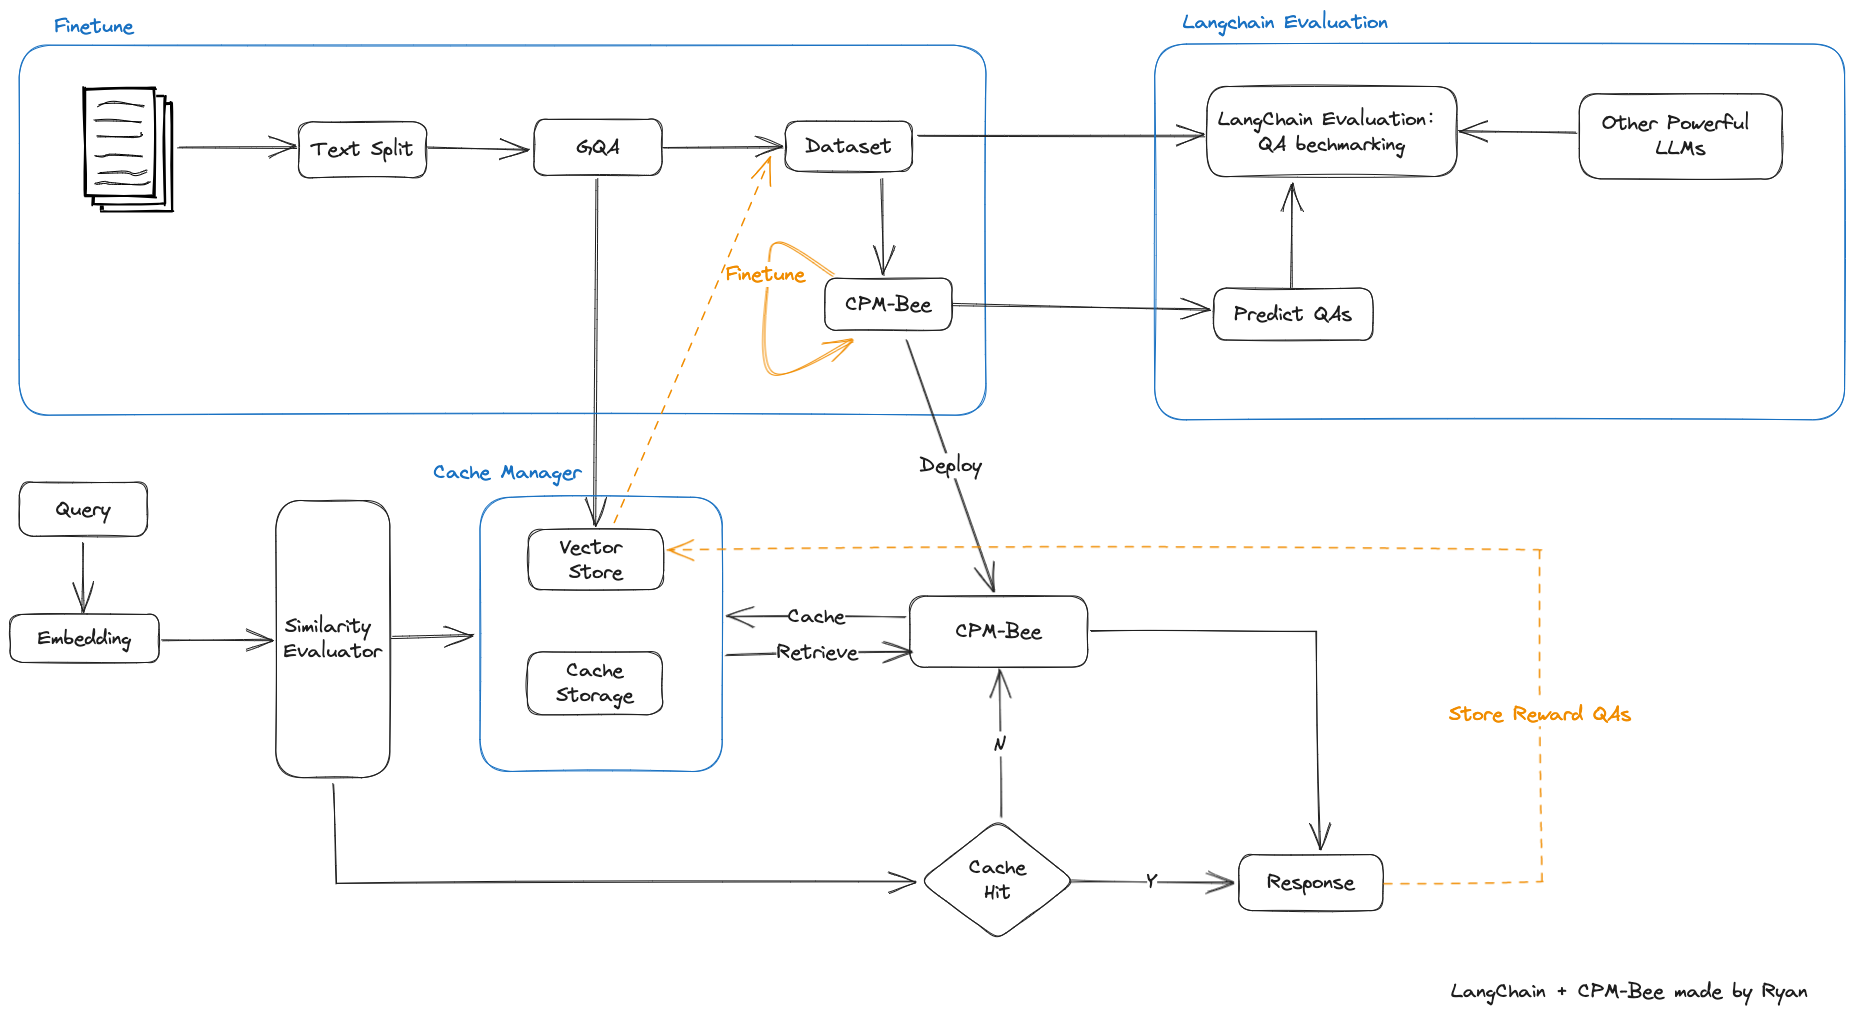 Finetune
Langchain Evaluation
Text Split
GQA
Dataset
LangChain Evaluation:
QA bechmarking
Other Powerful
LLMs
Finetune
CPM-Bee
Predict QAs
Deploy
Cache Manager
Query
Vector
Store
Embedding
Similarity
Evaluator
Cache
Retrieve
CPM-Bee
Cache
Storage
Store Reward QAs
N
Cache
Hit
Y
Response
LangChain + CPM-Bee made by Ryan